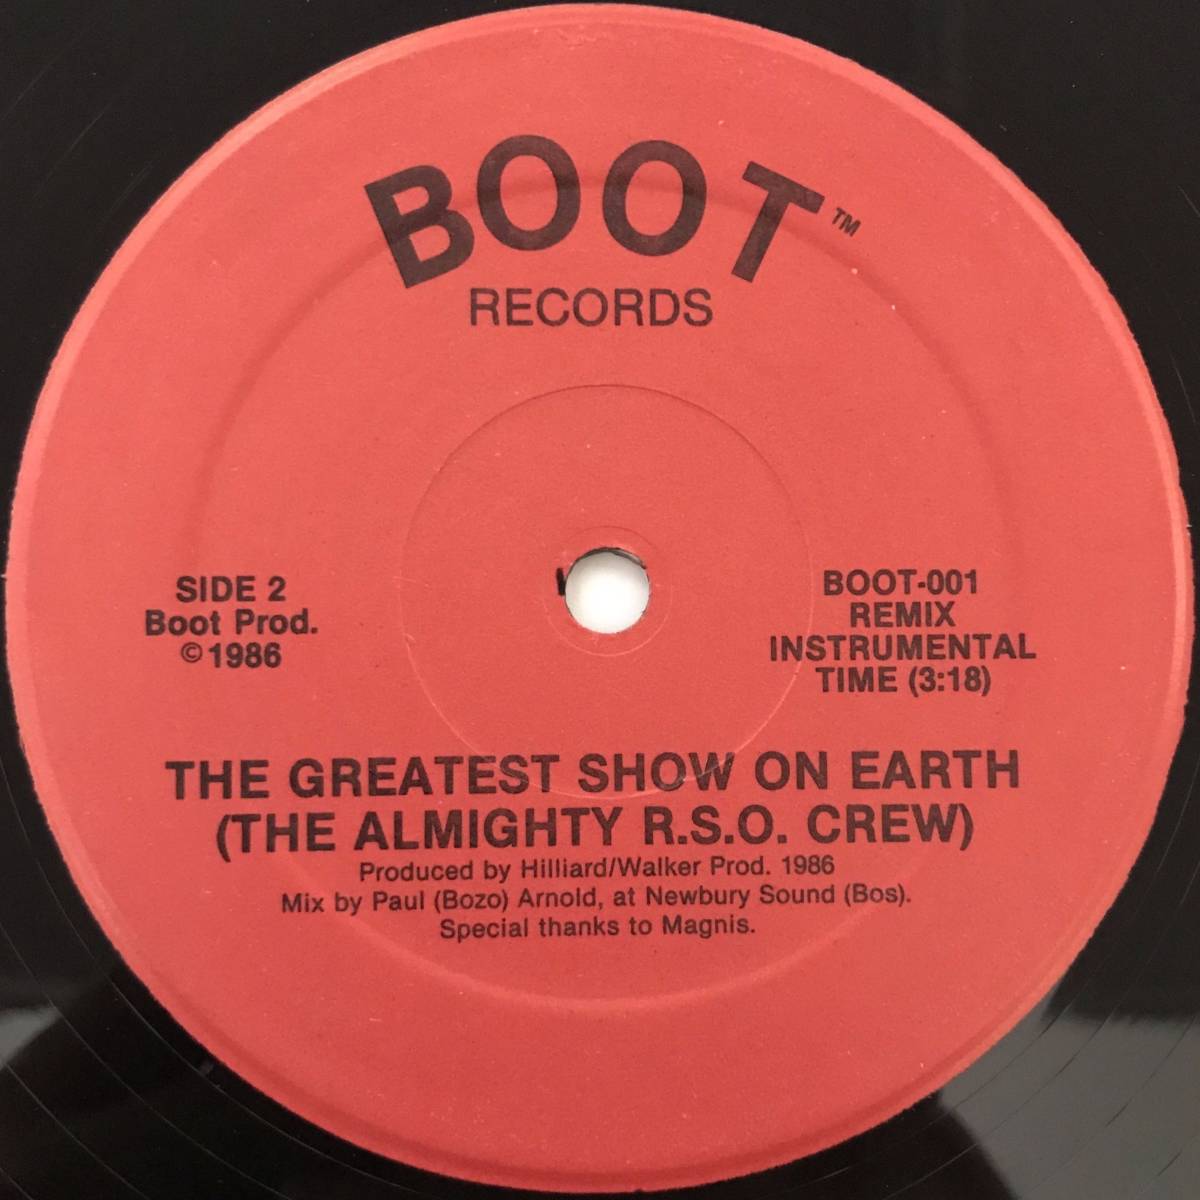 BOOT™
RECORDS
SIDE 2
Boot Prod.
©1986
BOOT-001
REMIX
INSTRUMENTAL
TIME (3:18)
THE GREATEST SHOW ON EARTH
(THE ALMIGHTY R.S.O. CREW)
Produced by Hilliard/Walker Prod. 1986
Mix by Paul (Bozo) Arnold, at Newbury Sound (Bos).
Special thanks to Magnis.